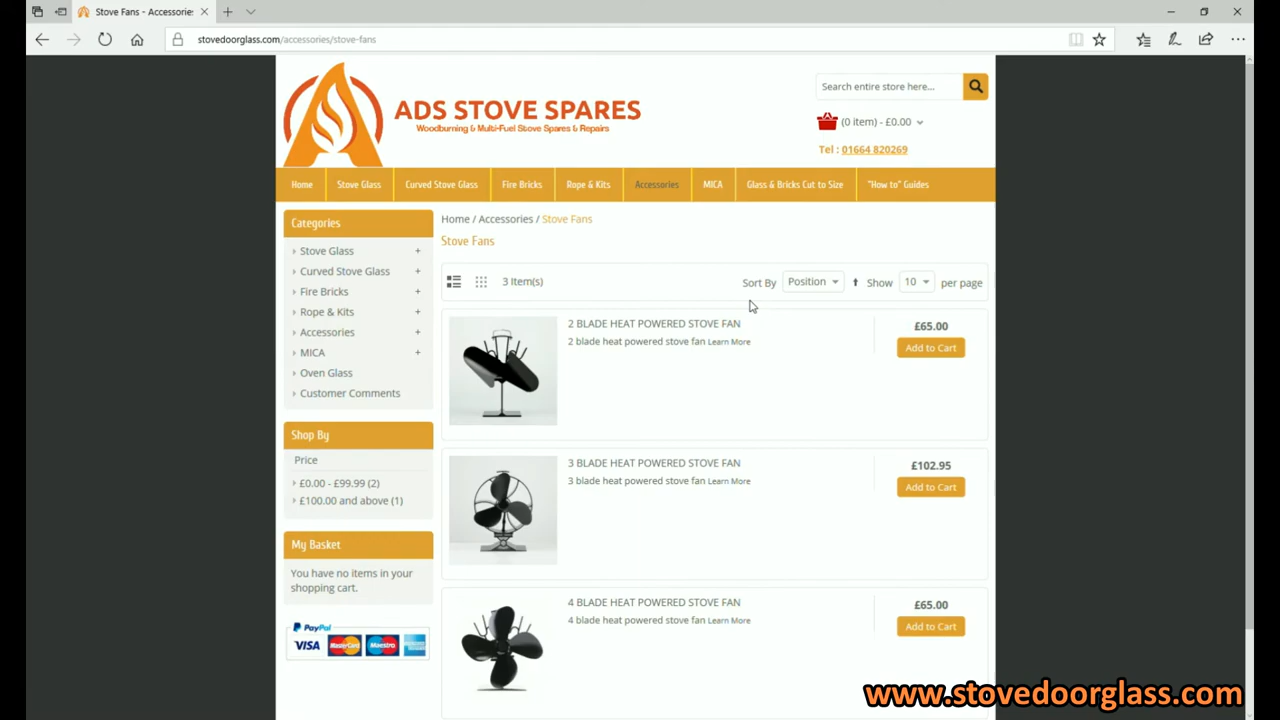 Stove Fans - Accessories
stovedoorglass.com/accessories/stove-fans
ADS STOVE SPARES
Woodburning & Multi-Fuel Stove Spares & Repairs
Search entire store here...
(0 item) - £0.00
Tel : 01664 820269
Home
Stove Glass
Curved Stove Glass
Fire Bricks
Rope & Kits
Accessories
MICA
Glass & Bricks Cut to Size
"How to" Guides
Categories
Stove Glass +
Curved Stove Glass +
Fire Bricks +
Rope & Kits +
Accessories +
MICA +
Oven Glass
Customer Comments
Shop By
Price
£0.00 - £99.99 (2)
£100.00 and above (1)
My Basket
You have no items in your
shopping cart.
PayPal
VISA MasterCard Maestro
Home / Accessories / Stove Fans
Stove Fans
3 Item(s)
Sort By Position Show 10 per page
2 BLADE HEAT POWERED STOVE FAN
2 blade heat powered stove fan Learn More
£65.00
Add to Cart
3 BLADE HEAT POWERED STOVE FAN
3 blade heat powered stove fan Learn More
£102.95
Add to Cart
4 BLADE HEAT POWERED STOVE FAN
4 blade heat powered stove fan Learn More
£65.00
Add to Cart
www.stovedoorglass.com